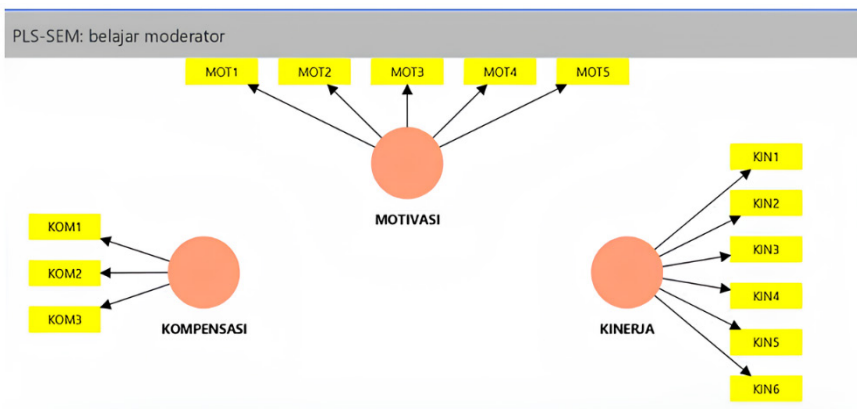 PLS-SEM: belajar moderator
MOT1 MOT2 MOT3 MOT4 MOT5
MOTIVASI
KOM1
KOM2
KOM3
KOMPENSASI
KIN1
KIN2
KIN3
KIN4
KIN5
KIN6
KINERJA